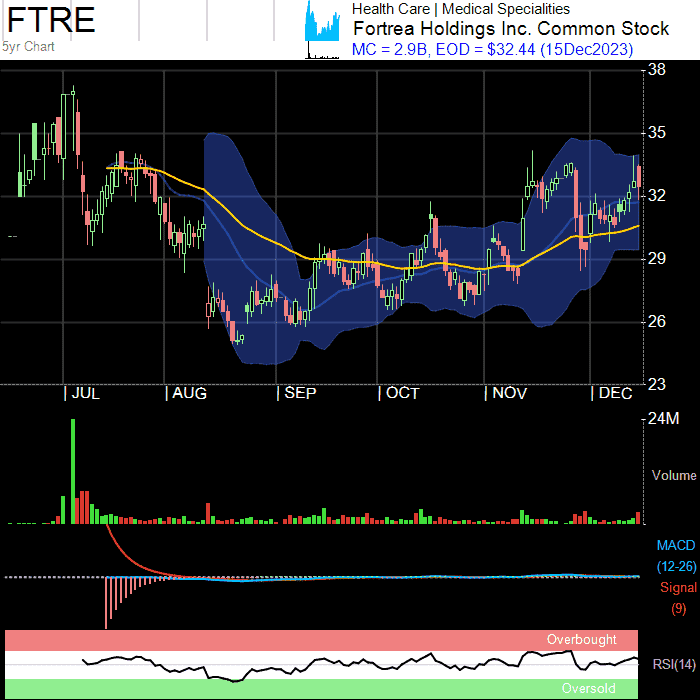 FTRE
5yr Chart
Health Care | Medical Specialities
Fortrea Holdings Inc. Common Stock
MC = 2.9B, EOD = $32.44 (15Dec2023)
38
35
32
29
26
23
| JUL | AUG | SEP | OCT | NOV | DEC
24M
Volume
MACD
(12-26)
Signal
(9)
Overbought
RSI(14)
Oversold